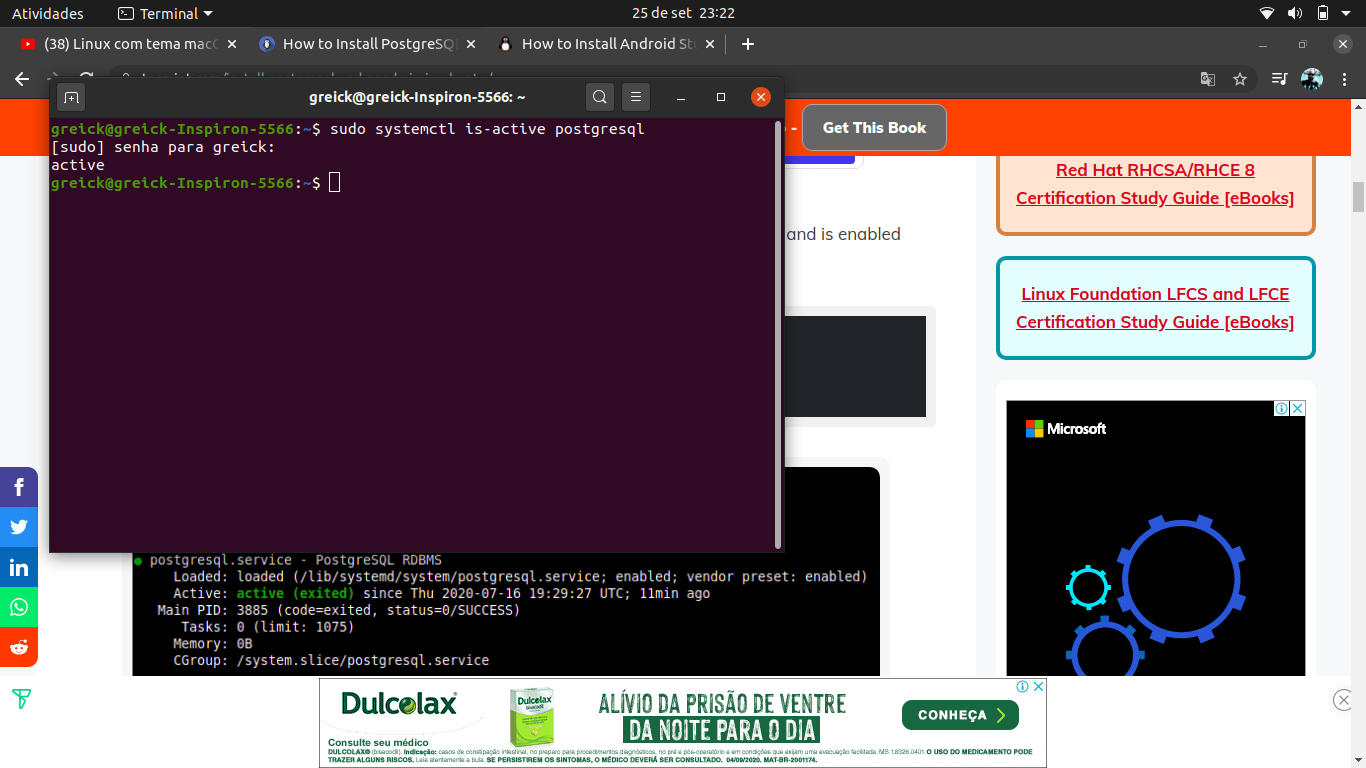 Atividades
Terminal
25 de set 23:22
(38) Linux com tema mac
How to Install PostgreSQ
How to Install Android St
greick@greick-Inspiron-5566: ~
greick@greick-Inspiron-5566:~$ sudo systemctl is-active postgresql
[sudo] senha para greick:
active
greick@greick-Inspiron-5566:~$
-
Get This Book
Red Hat RHCSA/RHCE 8
Certification Study Guide [eBooks]
and is enabled
Linux Foundation LFCS and LFCE
Certification Study Guide [eBooks]
Microsoft
postgresql.service - PostgreSQL RDBMS
Loaded: loaded (/lib/systemd/system/postgresql.service; enabled; vendor preset: enabled)
Active: active (exited) since Thu 2020-07-16 19:29:27 UTC; 11min ago
Main PID: 3885 (code=exited, status=0/SUCCESS)
Tasks: 0 (limit: 1075)
Memory: 0B
CGroup: /system.slice/postgresql.service
Dulcolax
Dulcolax
bisacodil
ALÍVIO DA PRISÃO DE VENTRE
DA NOITE PARA O DIA
CONHEÇA
Consulte seu médico
DULCOLAX® (bisacodil). Indicação: casos de constipação intestinal, no preparo para procedimentos diagnósticos, no pré e pós-operatório e em condições que exijam uma evacuação facilitada. MS 1.8326.0401. O USO DO MEDICAMENTO PODE
TRAZER ALGUNS RISCOS. Leia atentamente a bula. SE PERSISTIREM OS SINTOMAS, O MÉDICO DEVERÁ SER CONSULTADO. 04/09/2020. MAT-BR-2001174.